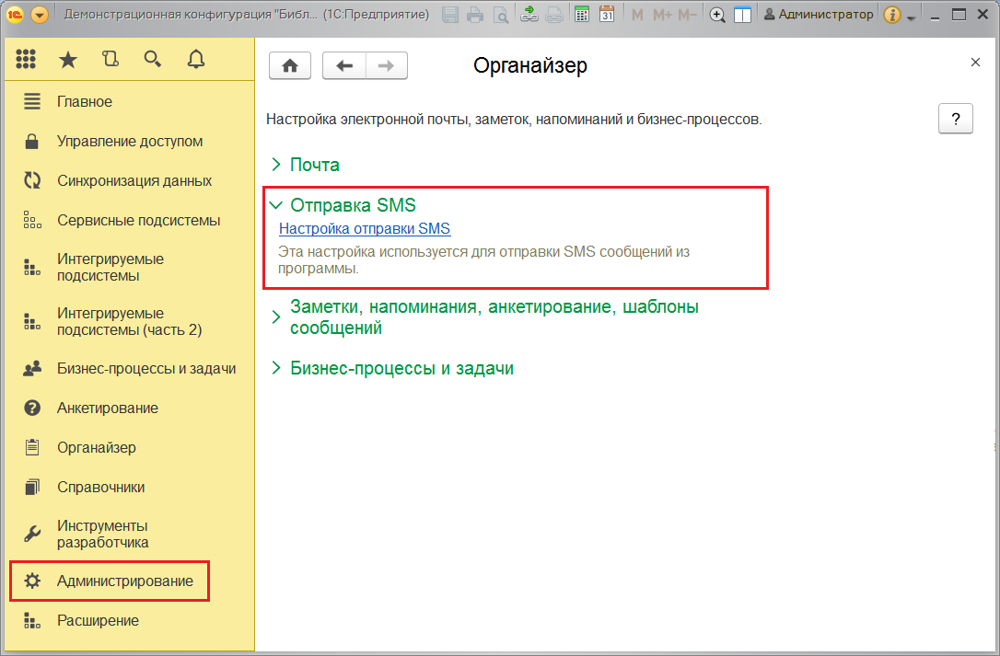 Демонстрационная конфигурация "Библ... (1С:Предприятие)
31
M M+ M-
Администратор
Главное
Управление доступом
Синхронизация данных
Сервисные подсистемы
Интегрируемые
подсистемы
Интегрируемые
подсистемы (часть 2)
Бизнес-процессы и задачи
Анкетирование
Органайзер
Справочники
Инструменты
разработчика
Администрирование
Расширение
Органайзер
Настройка электронной почты, заметок, напоминаний и бизнес-процессов.
?
Почта
Отправка SMS
Настройка отправки SMS
Эта настройка используется для отправки SMS сообщений из
программы.
Заметки, напоминания, анкетирование, шаблоны
сообщений
Бизнес-процессы и задачи